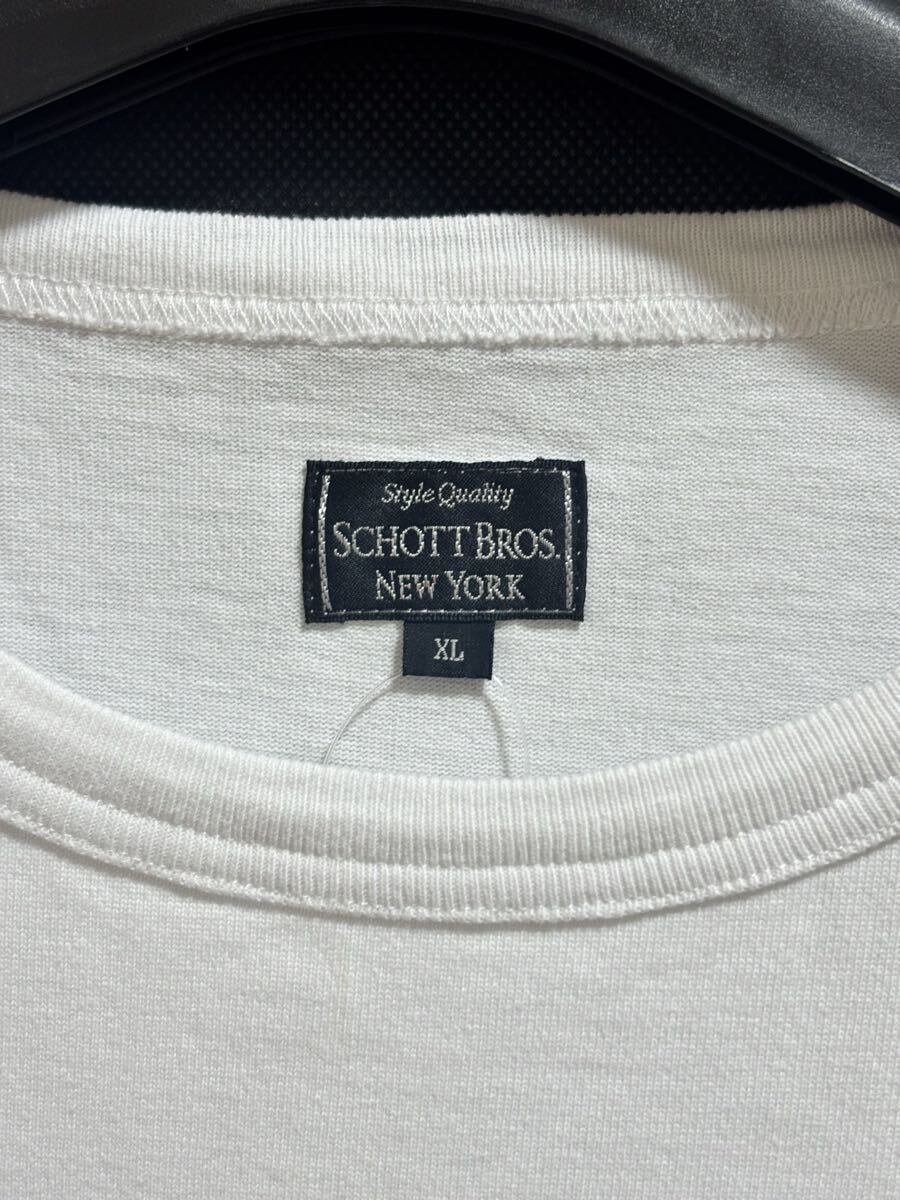 Style Quality
SCHOTT BROS.
NEW YORK
XL